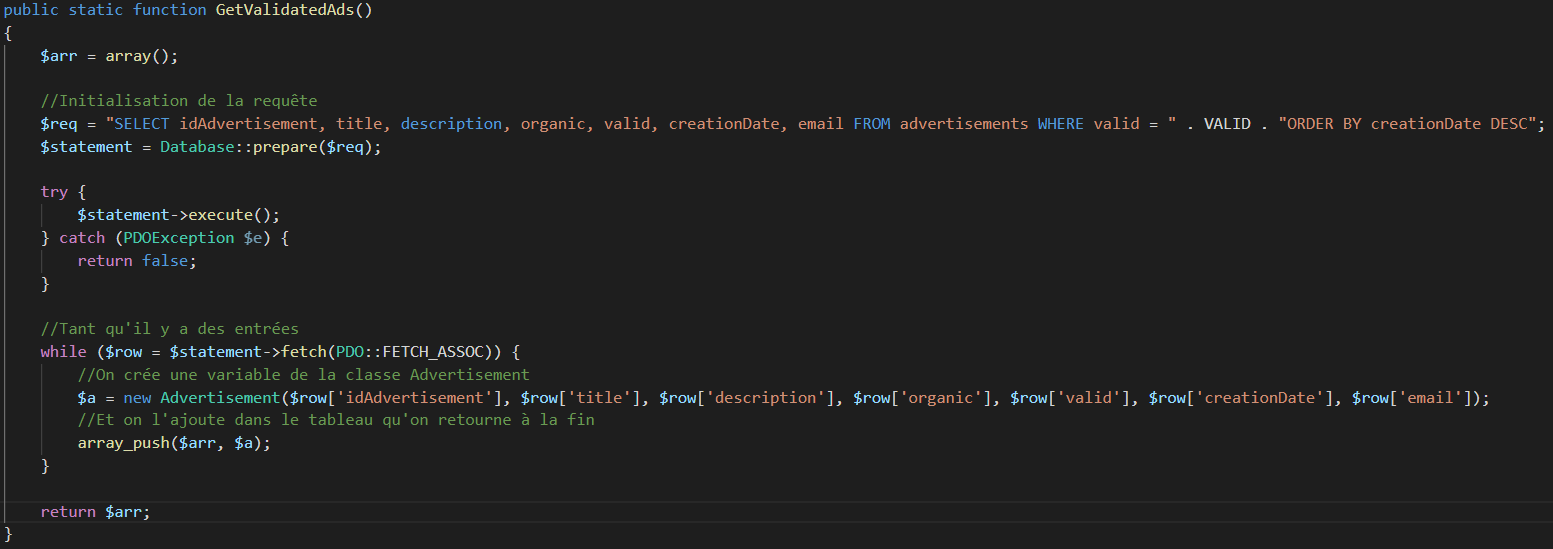 public static function GetValidatedAds()
{
    $arr = array();

    //Initialisation de la requête
    $req = "SELECT idAdvertisement, title, description, organic, valid, creationDate, email FROM advertisements WHERE valid = " . VALID . "ORDER BY creationDate DESC";
    $statement = Database::prepare($req);

    try {
        $statement->execute();
    } catch (PDOException $e) {
        return false;
    }

    //Tant qu'il y a des entrées
    while ($row = $statement->fetch(PDO::FETCH_ASSOC)) {
        //On crée une variable de la classe Advertisement
        $a = new Advertisement($row['idAdvertisement'], $row['title'], $row['description'], $row['organic'], $row['valid'], $row['creationDate'], $row['email']);
        //Et on l'ajoute dans le tableau qu'on retourne à la fin
        array_push($arr, $a);
    }

    return $arr;
}